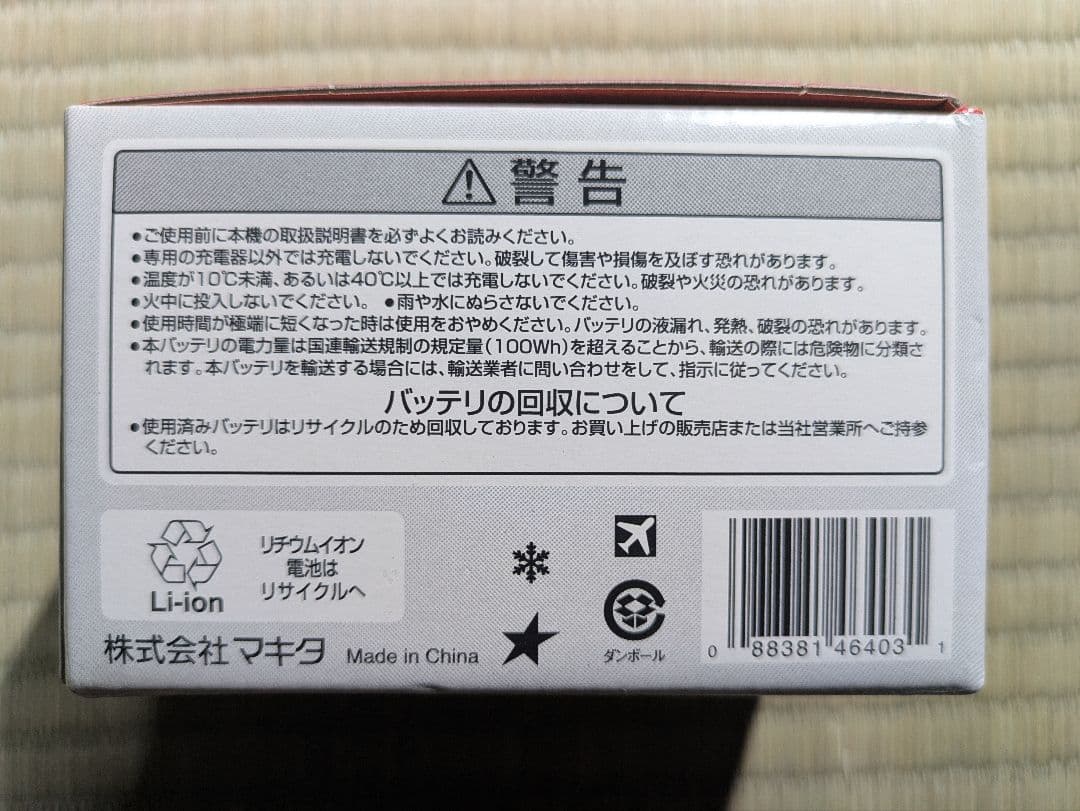 警告
●ご使用前に本機の取扱説明書を必ずよくお読みください。
●専用の充電器以外では充電しないでください。破裂して傷害や損傷を及ぼす恐れがあります。
●温度が10℃未満、あるいは40℃以上では充電しないでください。破裂や火災の恐れがあります。
●火中に投入しないでください。 ●雨や水にぬらさないでください。
●使用時間が極端に短くなった時は使用をおやめください。バッテリの液漏れ、発熱、破裂の恐れがあります。
●本バッテリの電力量は国連輸送規制の規定量(100Wh)を超えることから、輸送の際には危険物に分類さ
れます。本バッテリを輸送する場合には、輸送業者に問い合わせをして、指示に従ってください。
バッテリの回収について
●使用済みバッテリはリサイクルのため回収しております。お買い上げの販売店または当社営業所へご持参
ください。
リチウムイオン
電池は
リサイクルへ
Li-ion
株式会社マキタ Made in China
ダンボール
0 88381 46403 1